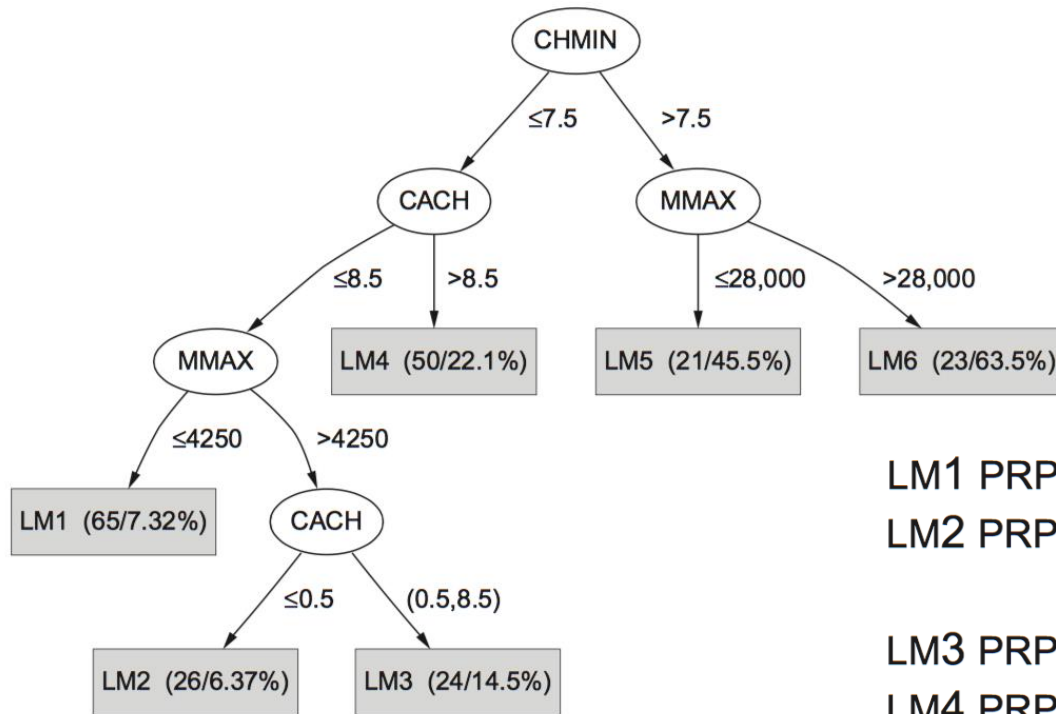 CHMIN
≤7.5
>7.5
CACH
MMAX
≤8.5
>8.5
≤28,000
>28,000
MMAX
LM4 (50/22.1%)
LM5 (21/45.5%)
LM6 (23/63.5%)
≤4250
>4250
LM1 (65/7.32%)
CACH
LM1 PRP
LM2 PRP
≤0.5
(0.5,8.5)
LM2 (26/6.37%)
LM3 (24/14.5%)
LM3 PRP
LM4 PRP